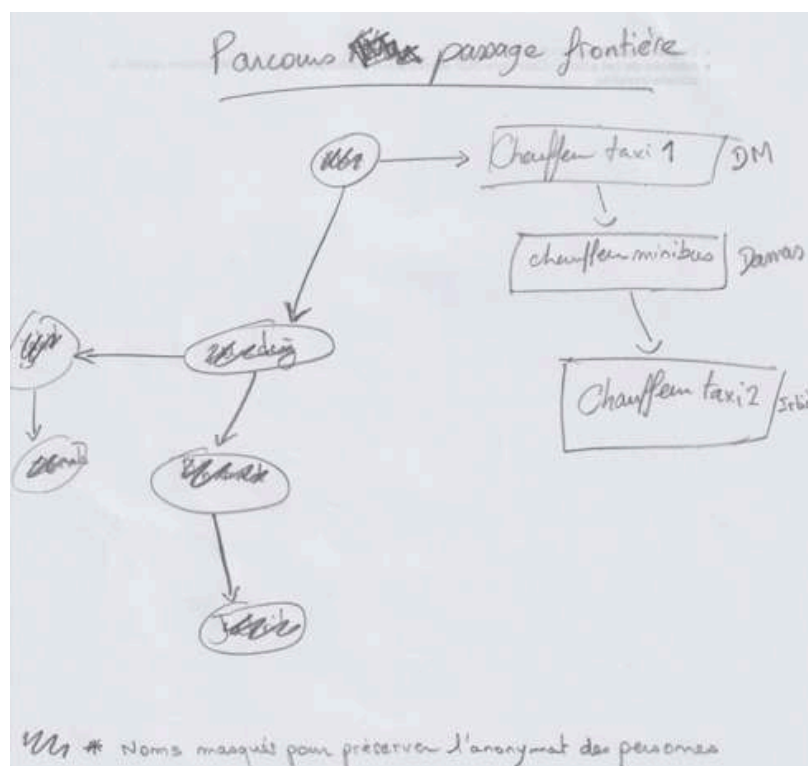 Parcours passage frontière
Chauffeur taxi 1
DM
chauffeur minibus
Damas
Chauffeur taxi 2
Irbi
* Noms masqués pour préserver l'anonymat des personnes